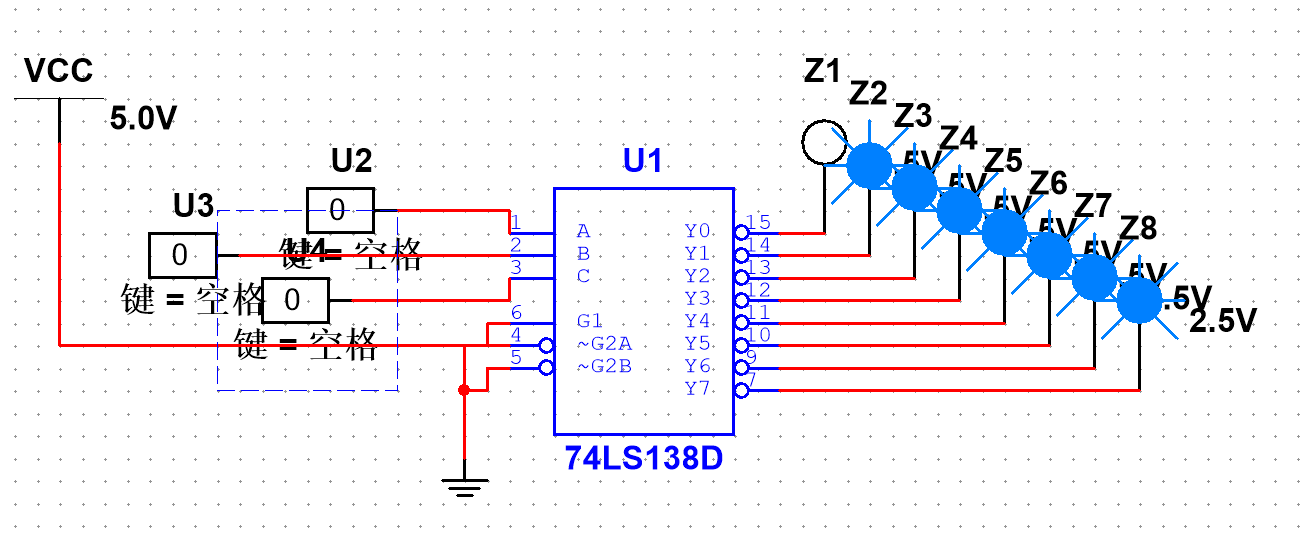 VCC
5.0V
U2
0
U3
0
键 = 空格
键 = 空格
U4
0
键 = 空格
U1
1
2
3
6
4
5
A
B
C
G1
~G2A
~G2B
Y0
Y1
Y2
Y3
Y4
Y5
Y6
Y7
15
14
13
12
11
10
9
7
74LS138D
Z1
Z2
Z3
Z4
Z5
Z6
Z7
Z8
.5V
2.5V